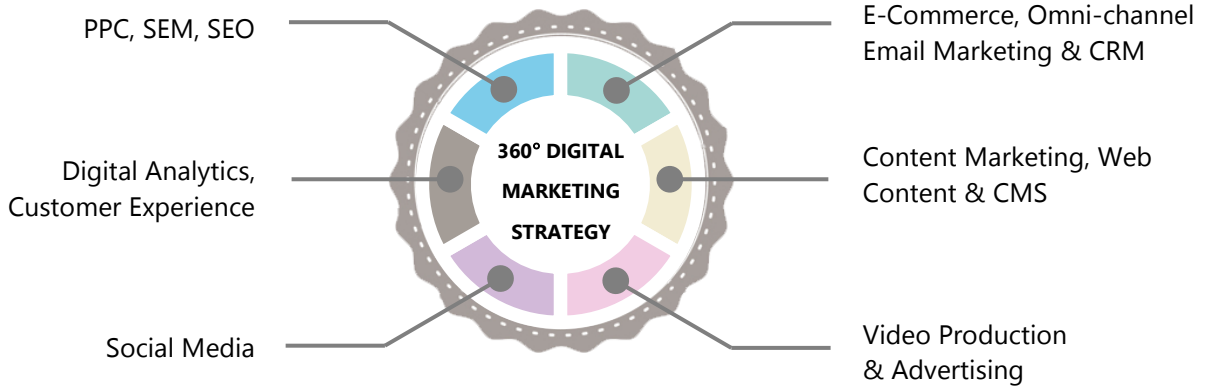 PPC, SEM, SEO
E-Commerce, Omni-channel
Email Marketing & CRM
360° DIGITAL
MARKETING
STRATEGY
Digital Analytics,
Customer Experience
Content Marketing, Web
Content & CMS
Social Media
Video Production
& Advertising